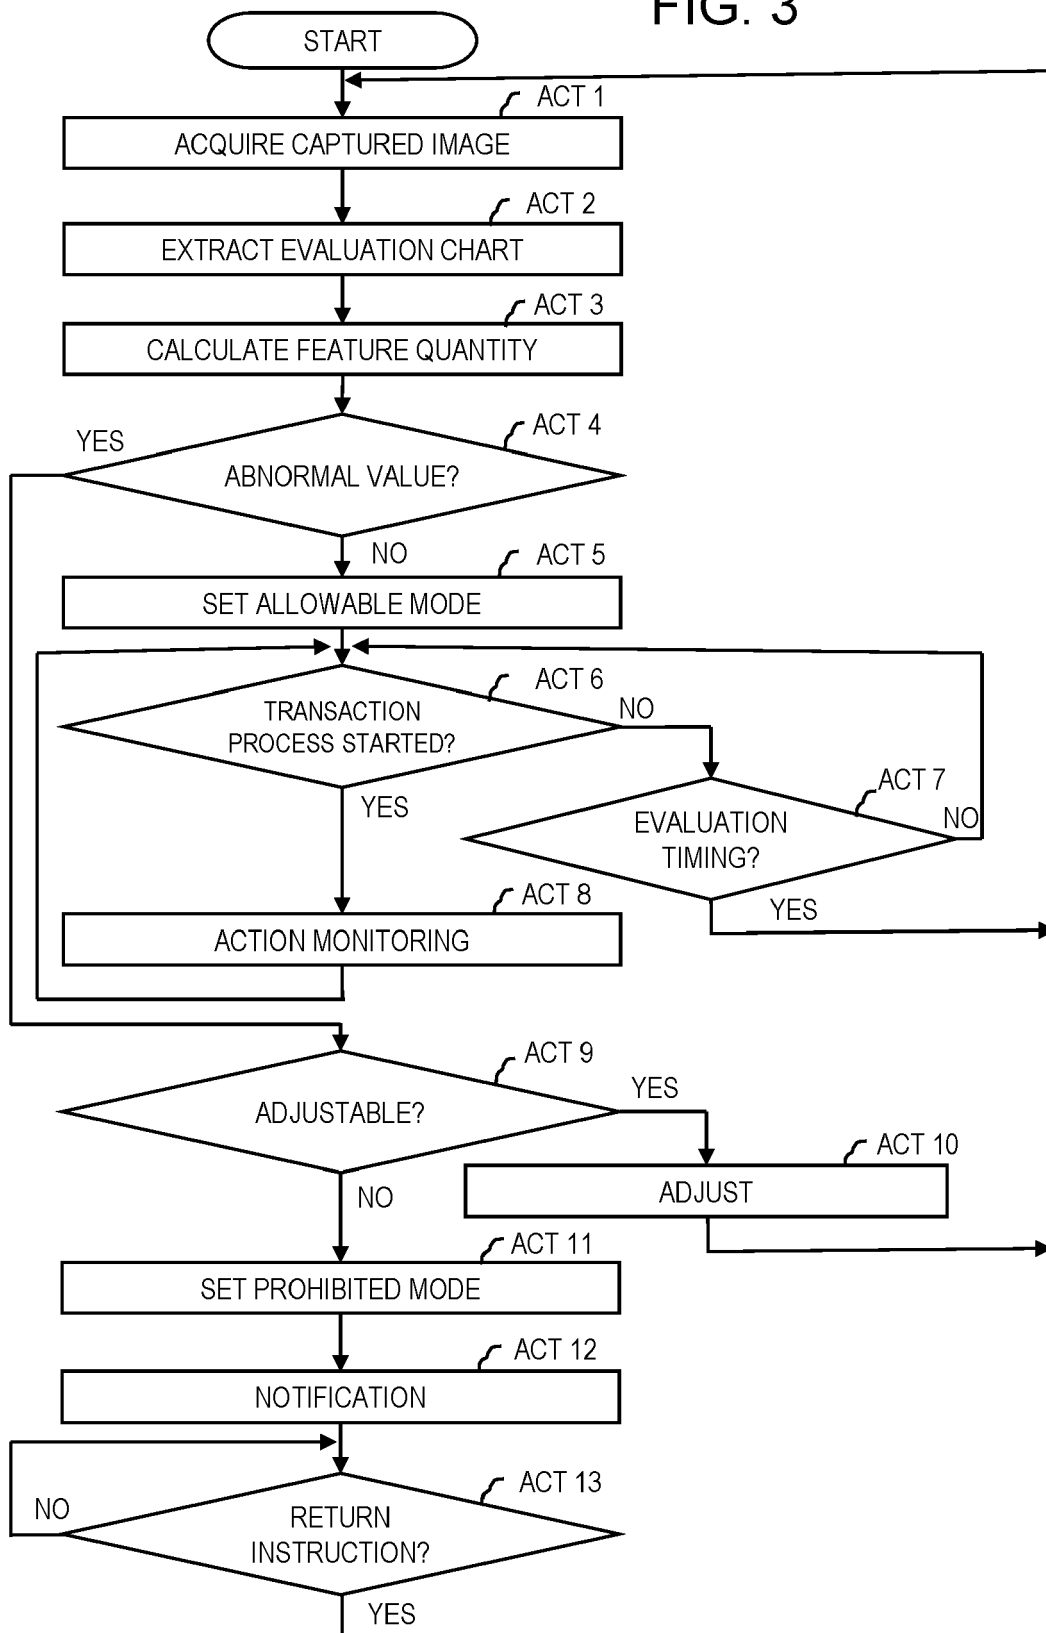 FIG. 3
START
ACT 1
ACQUIRE CAPTURED IMAGE
ACT 2
EXTRACT EVALUATION CHART
ACT 3
CALCULATE FEATURE QUANTITY
ACT 4
YES
ABNORMAL VALUE?
NO
ACT 5
SET ALLOWABLE MODE
ACT 6
TRANSACTION
PROCESS STARTED?
NO
YES
ACT 7
EVALUATION
TIMING?
NO
YES
ACT 8
ACTION MONITORING
ACT 9
ADJUSTABLE?
YES
NO
ACT 10
ADJUST
ACT 11
SET PROHIBITED MODE
ACT 12
NOTIFICATION
ACT 13
NO
RETURN
INSTRUCTION?
YES